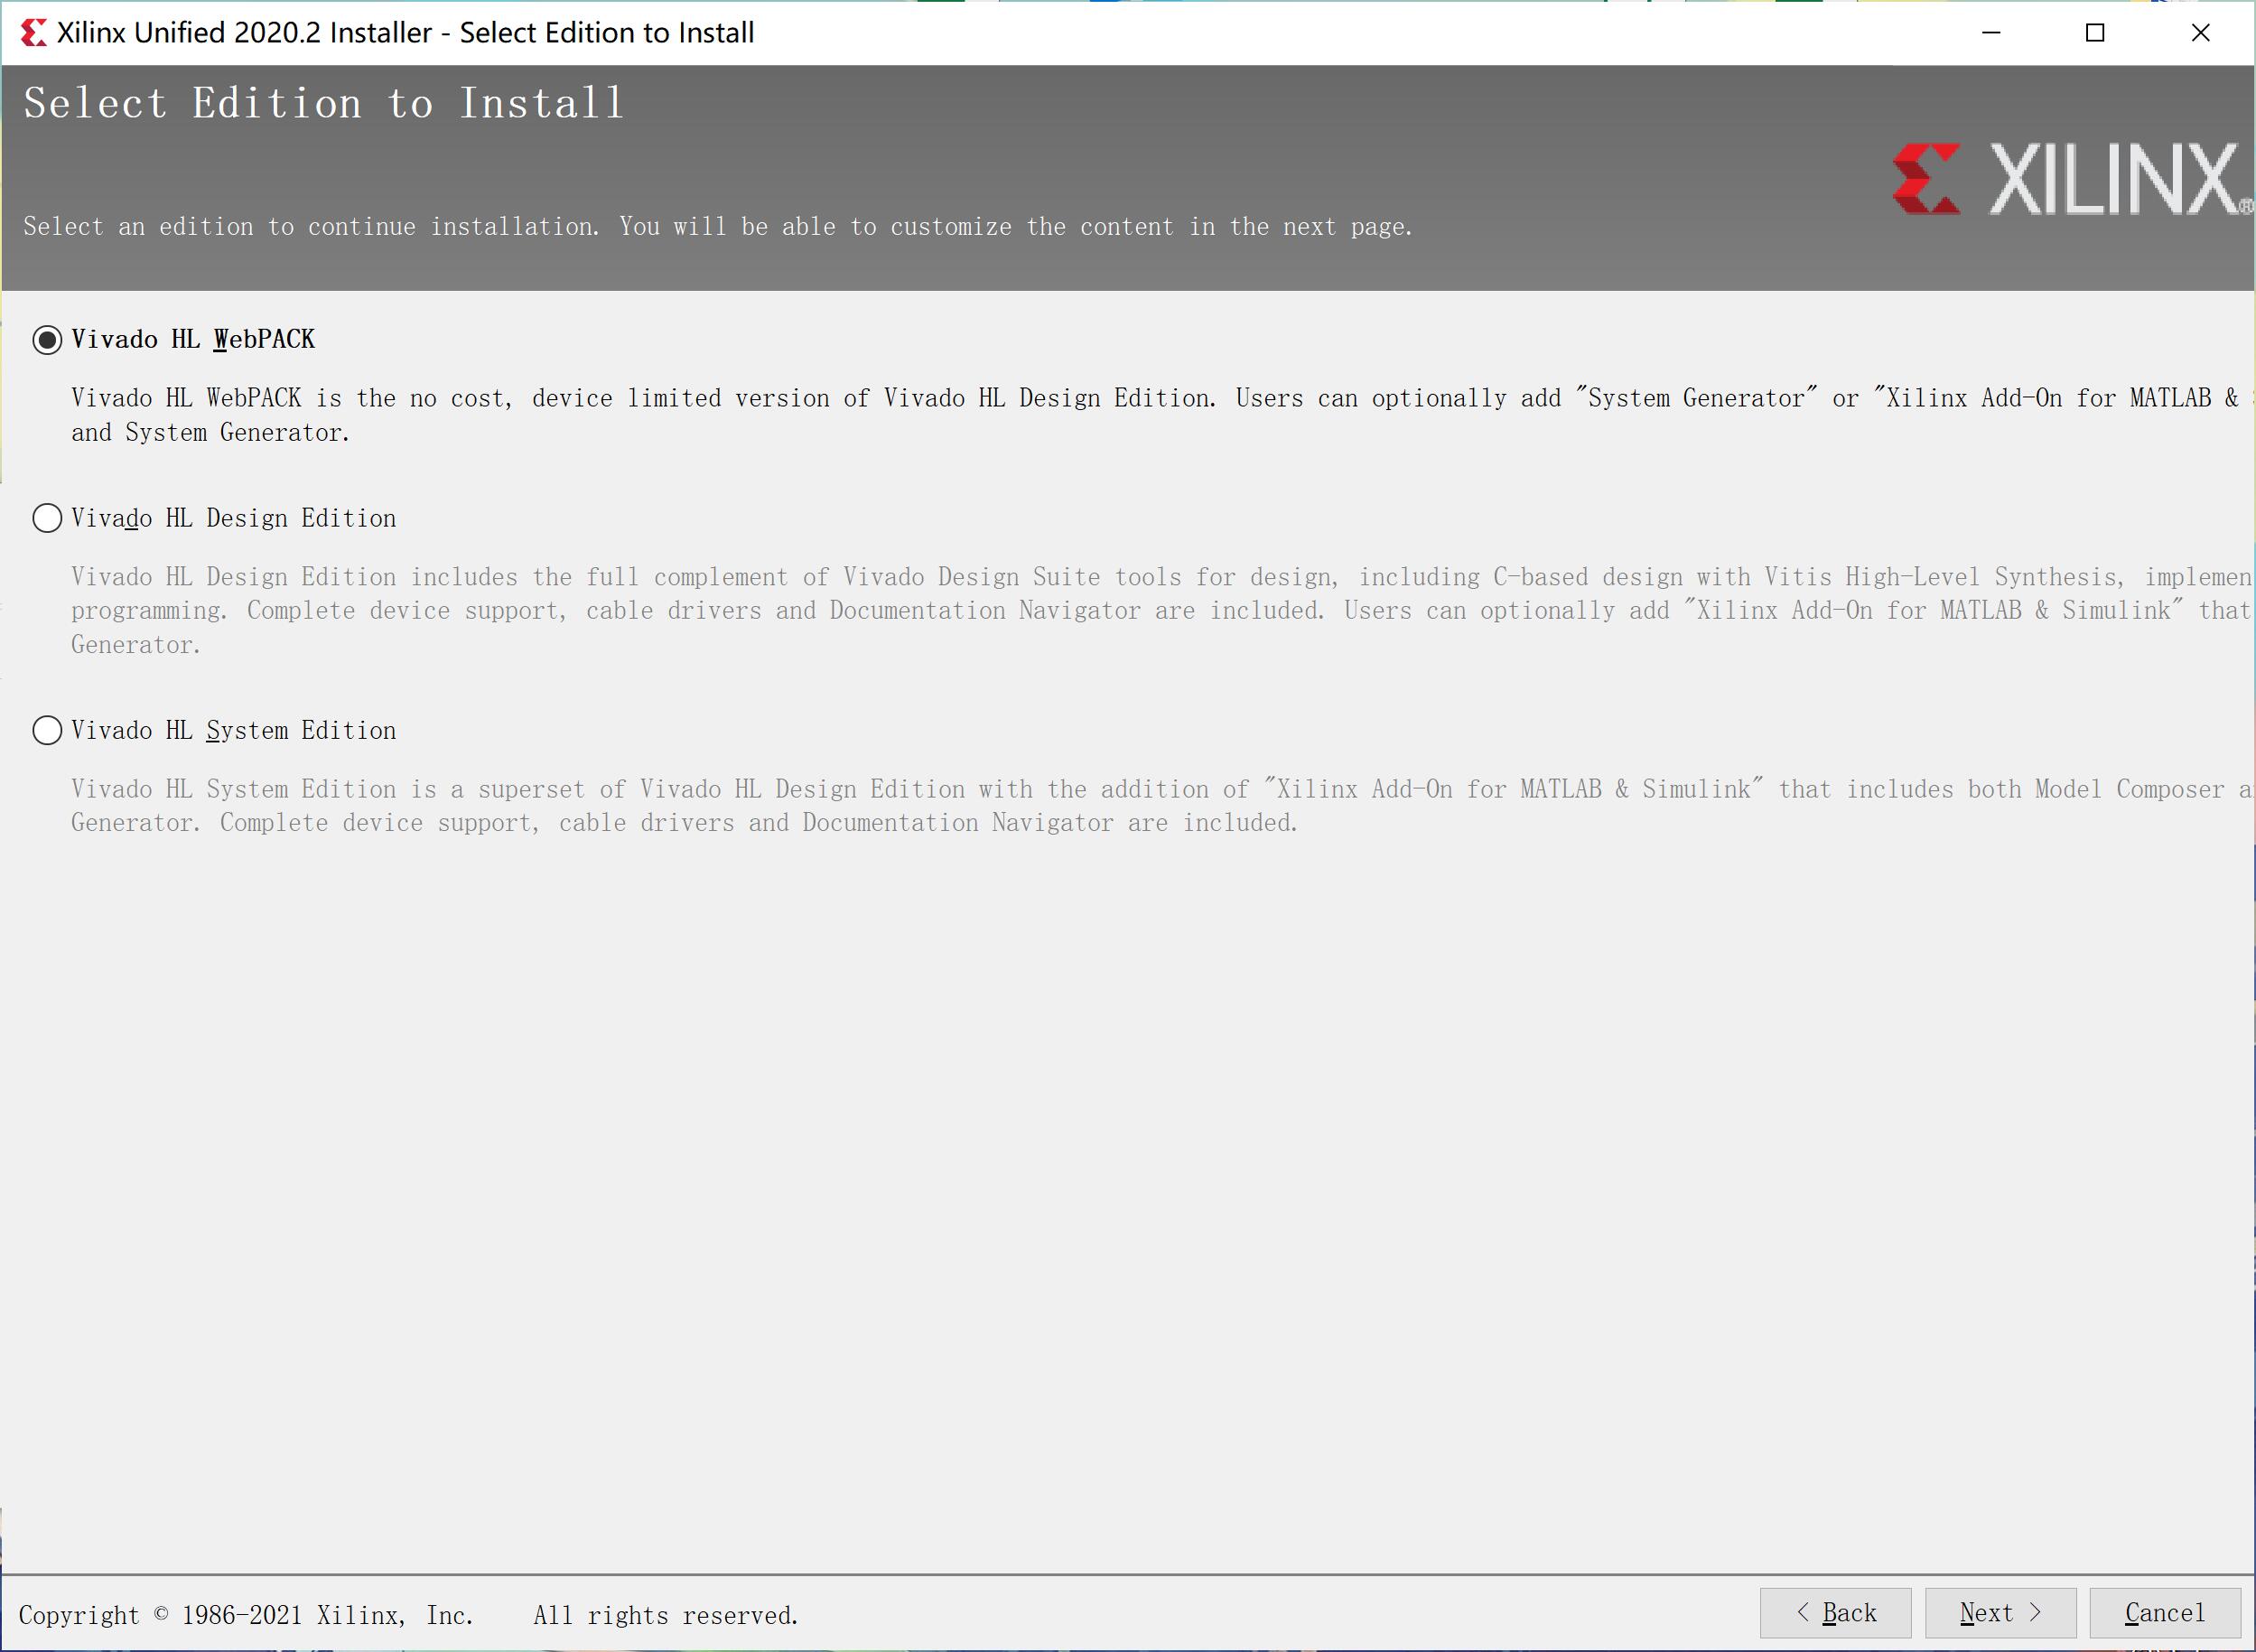 Xilinx Unified 2020.2 Installer - Select Edition to Install
Select Edition to Install
XILINX®
Select an edition to continue installation. You will be able to customize the content in the next page.
Vivado HL WebPACK
Vivado HL WebPACK is the no cost, device limited version of Vivado HL Design Edition. Users can optionally add "System Generator" or "Xilinx Add-On for MATLAB &
and System Generator.
Vivado HL Design Edition
Vivado HL Design Edition includes the full complement of Vivado Design Suite tools for design, including C-based design with Vitis High-Level Synthesis, implemen
programming. Complete device support, cable drivers and Documentation Navigator are included. Users can optionally add "Xilinx Add-On for MATLAB & Simulink" that
Generator.
Vivado HL System Edition
Vivado HL System Edition is a superset of Vivado HL Design Edition with the addition of "Xilinx Add-On for MATLAB & Simulink" that includes both Model Composer a
Generator. Complete device support, cable drivers and Documentation Navigator are included.
Copyright © 1986-2021 Xilinx, Inc. All rights reserved.
< Back
Next >
Cancel